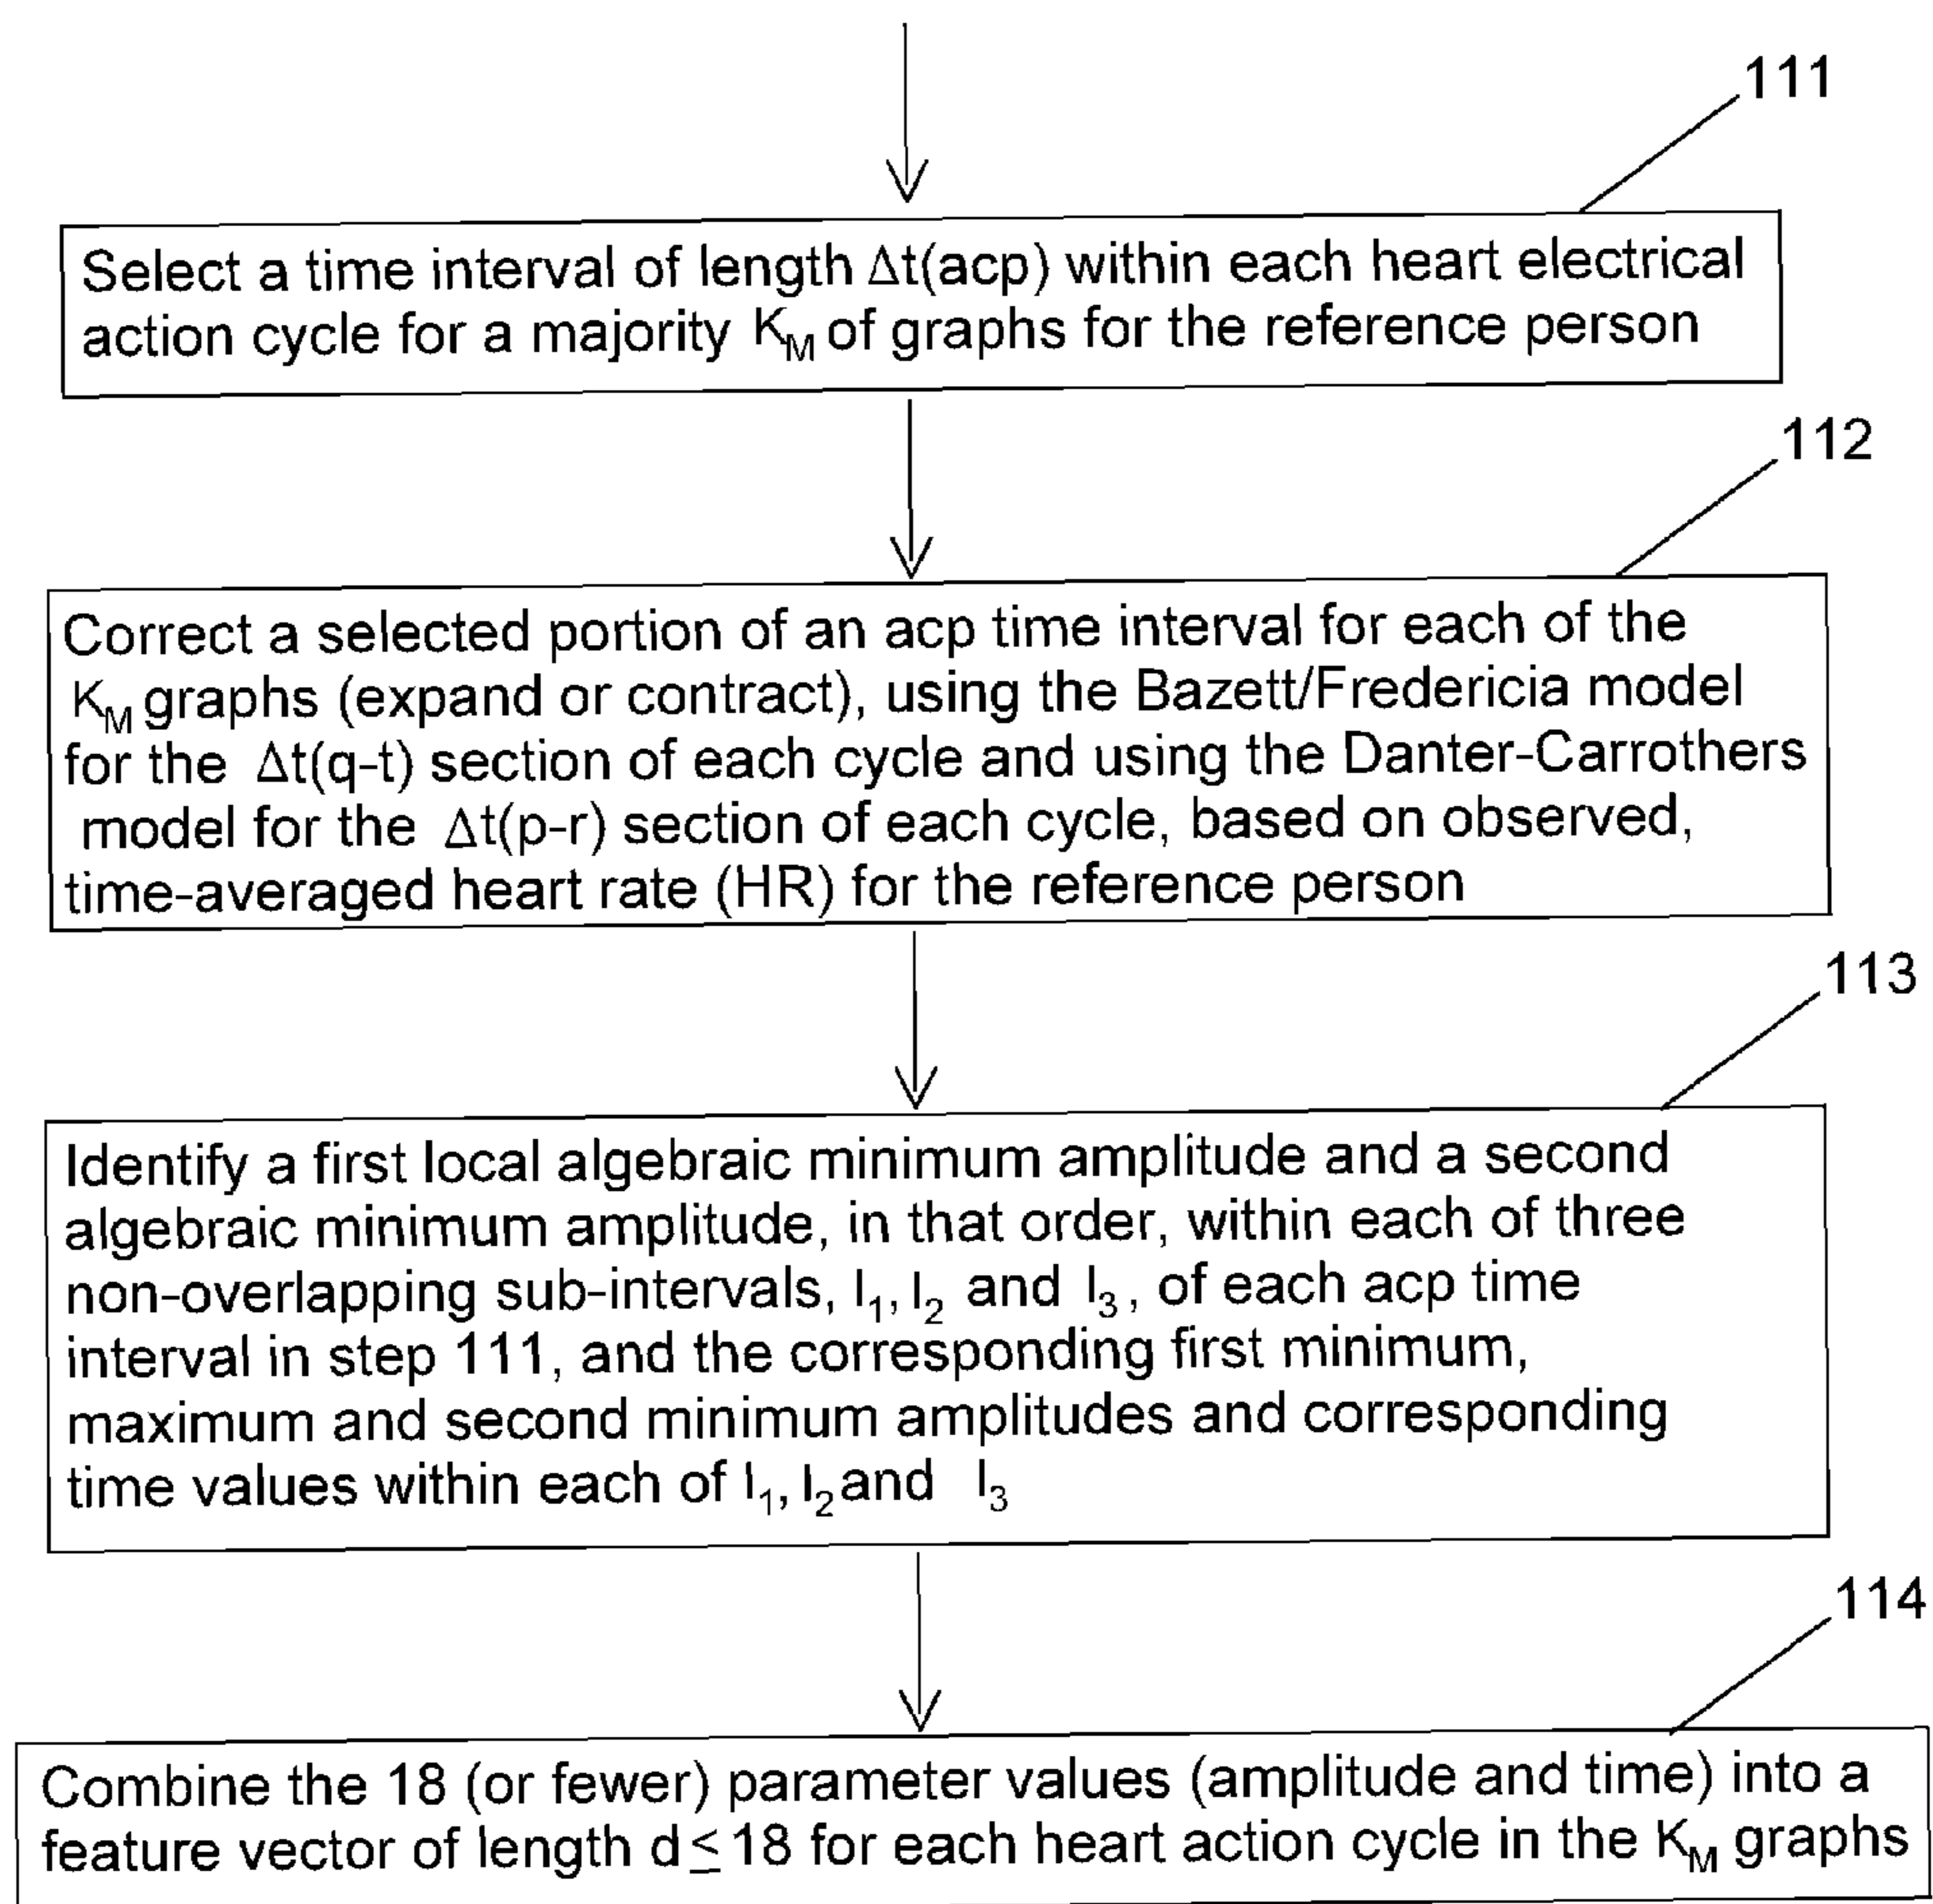 111
Select a time interval of length Δt(acp) within each heart electrical
action cycle for a majority K_M of graphs for the reference person
112
Correct a selected portion of an acp time interval for each of the
K_M graphs (expand or contract), using the Bazett/Fredericia model
for the Δt(q-t) section of each cycle and using the Danter-Carrothers
model for the Δt(p-r) section of each cycle, based on observed,
time-averaged heart rate (HR) for the reference person
113
Identify a first local algebraic minimum amplitude and a second
algebraic minimum amplitude, in that order, within each of three
non-overlapping sub-intervals, I₁, I₂ and I₃, of each acp time
interval in step 111, and the corresponding first minimum,
maximum and second minimum amplitudes and corresponding
time values within each of I₁, I₂ and I₃
114
Combine the 18 (or fewer) parameter values (amplitude and time) into a
feature vector of length d ≤ 18 for each heart action cycle in the K_M graphs